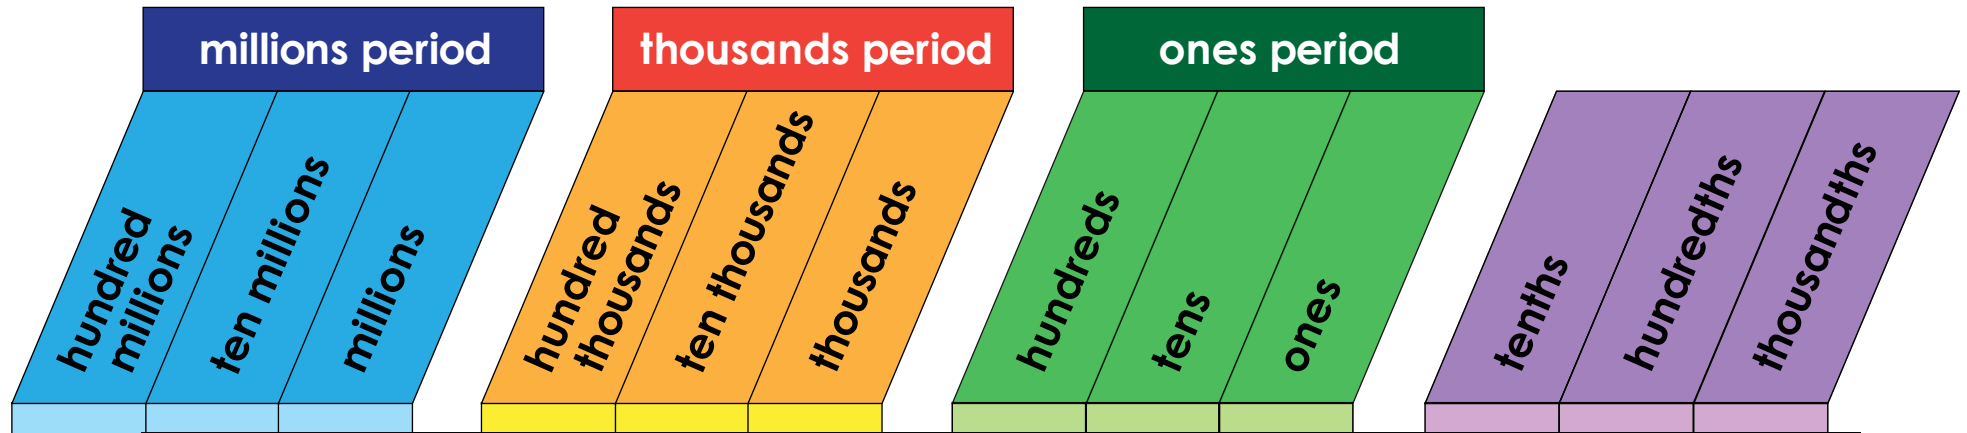 millions period
thousands period
ones period
hundred
millions
ten millions
millions
hundred
thousands
ten thousands
thousands
hundreds
tens
ones
tenths
hundredths
thousandths